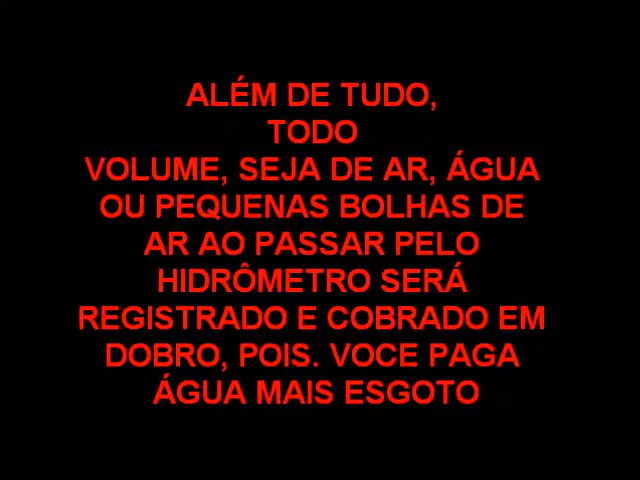 ALÉM DE TUDO,
TODO
VOLUME, SEJA DE AR, ÁGUA
OU PEQUENAS BOLHAS DE
AR AO PASSAR PELO
HIDRÔMETRO SERÁ
REGISTRADO E COBRADO EM
DOBRO, POIS. VOCE PAGA
ÁGUA MAIS ESGOTO